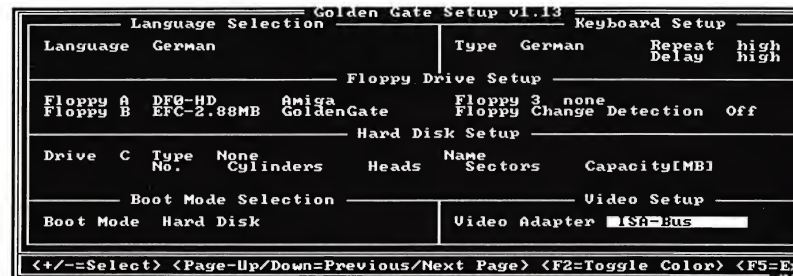 Golden Gate Setup v1.13
Language Selection Keyboard Setup
Language German Type German Repeat high
Delay high
Floppy Drive Setup
Floppy A DF0-HD Amiga Floppy 3 none
Floppy B EFC-2.88MB GoldenGate Floppy Change Detection Off
Hard Disk Setup
Drive C Type None Name
No. Cylinders Heads Sectors Capacity[MB]
Boot Mode Selection Video Setup
Boot Mode Hard Disk Video Adapter ISA-Bus
<+/-=Select> <Page-Up/Down=Previous/Next Page> <F2=Toggle Color> <F5=